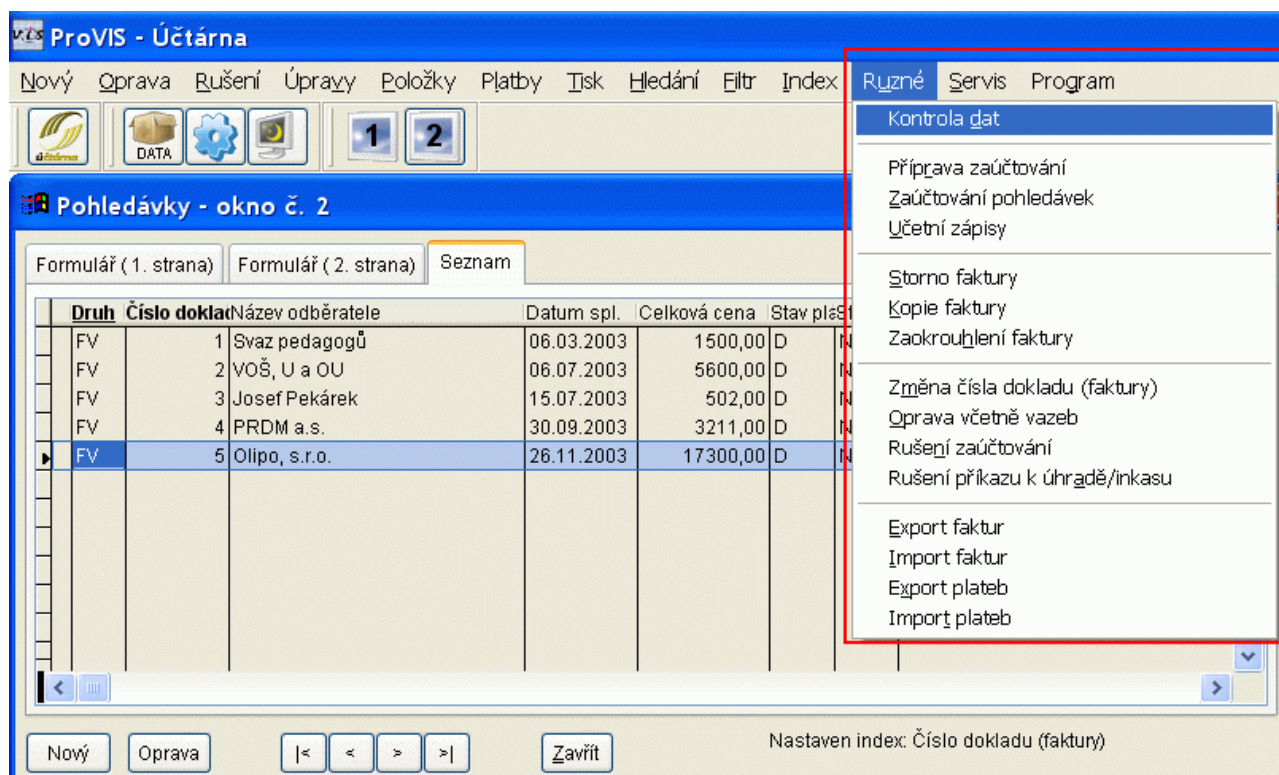 vis ProVIS - Účtárna
Nový Oprava Rušení Úpravy Položky Platby Tisk Hledání Filtr Index Ruzné Servis Program
účtárna DATA 1 2
Kontrola dat
Příprava zaúčtování
Zaúčtování pohledávek
Učetní zápisy
Storno faktury
Kopie faktury
Zaokrouhlení faktury
Změna čísla dokladu (faktury)
Oprava včetně vazeb
Rušení zaúčtování
Rušení příkazu k úhradě/inkasu
Export faktur
Import faktur
Export plateb
Import plateb
Pohledávky - okno č. 2
Formulář ( 1. strana) Formulář ( 2. strana) Seznam
Druh Číslo doklad Název odběratele Datum spl. Celková cena Stav pla
FV 1 Svaz pedagogů 06.03.2003 1500,00 D N
FV 2 VOŠ, U a OU 06.07.2003 5600,00 D N
FV 3 Josef Pekárek 15.07.2003 502,00 D N
FV 4 PRDM a.s. 30.09.2003 3211,00 D N
FV 5 Olipo, s.r.o. 26.11.2003 17300,00 D N
Nový Oprava |< < > >| Zavřít Nastaven index: Číslo dokladu (faktury)